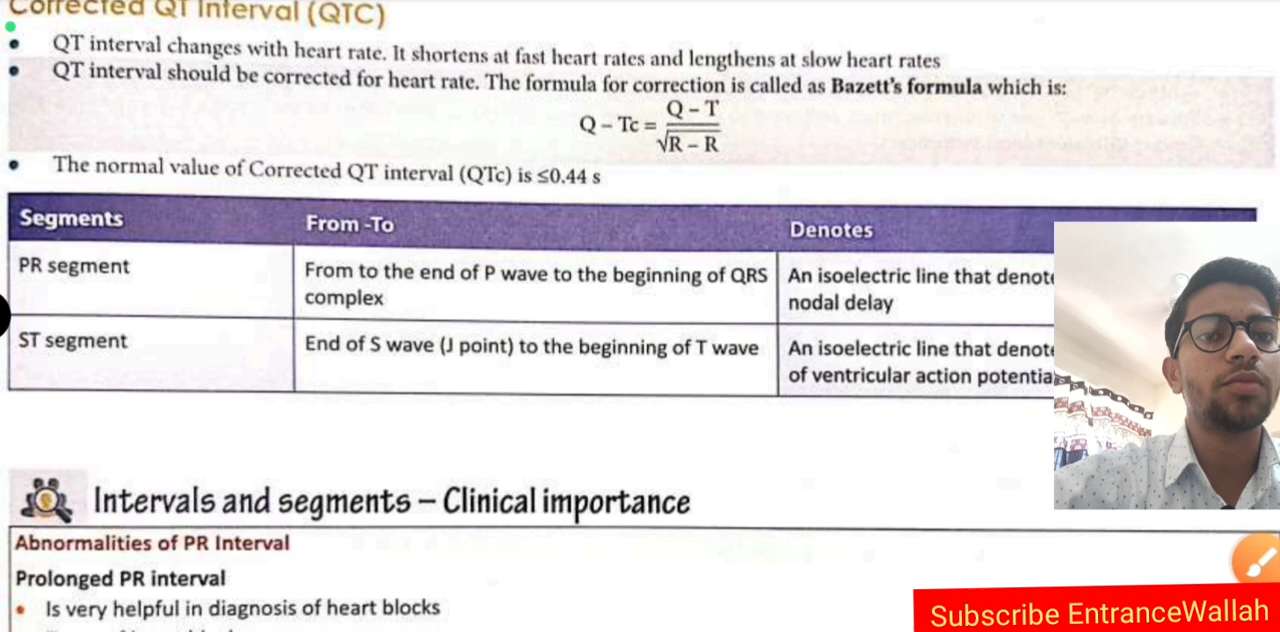 Corrected QT Interval (QTC)
• QT interval changes with heart rate. It shortens at fast heart rates and lengthens at slow heart rates
• QT interval should be corrected for heart rate. The formula for correction is called as Bazett's formula which is:
Q – Tc = Q – T / √R – R
• The normal value of Corrected QT interval (QTc) is ≤0.44 s
Segments From -To Denotes
PR segment From to the end of P wave to the beginning of QRS An isoelectric line that
complex nodal delay
ST segment End of S wave (J point) to the beginning of T wave An isoelectric line that
of ventricular action
Intervals and segments – Clinical importance
Abnormalities of PR Interval
Prolonged PR interval
• Is very helpful in diagnosis of heart blocks
Subscribe EntranceWallah